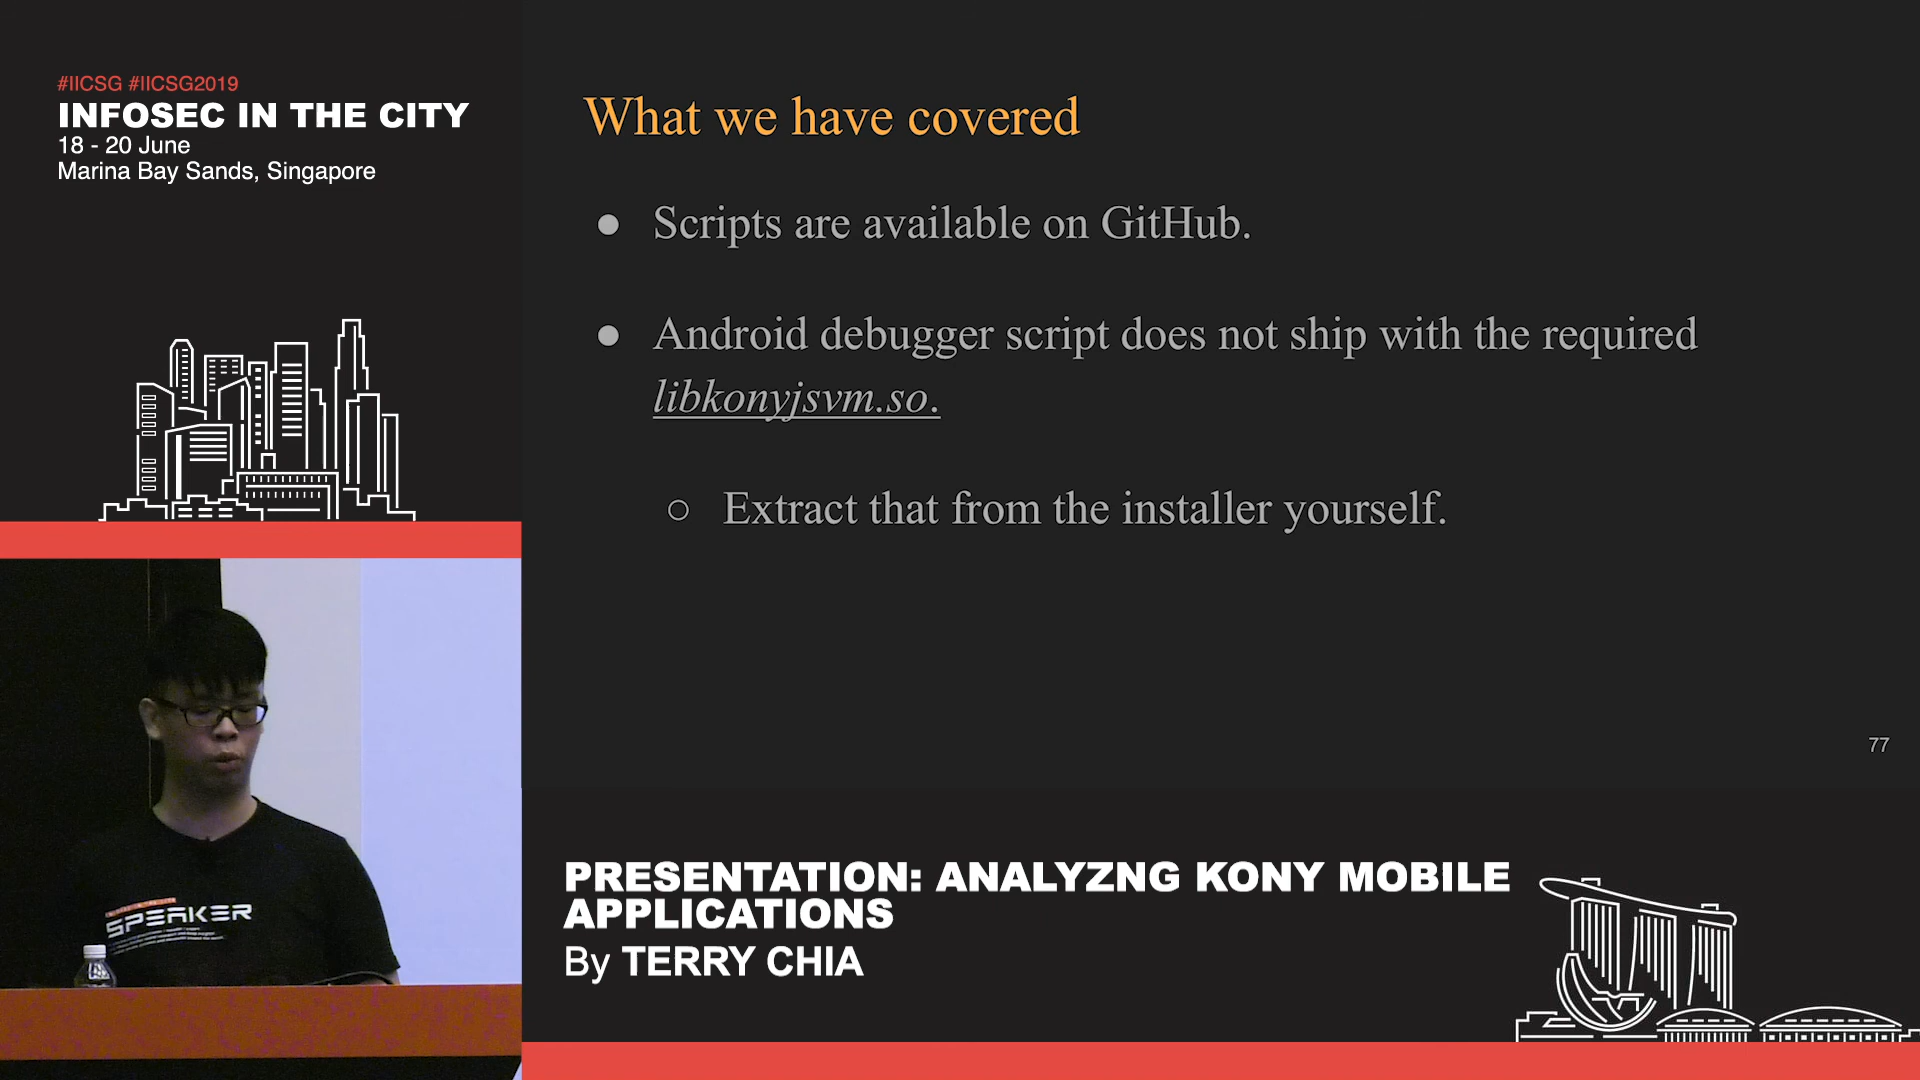 #IICSG #IICSG2019
INFOSEC IN THE CITY
18 - 20 June
Marina Bay Sands, Singapore
What we have covered
● Scripts are available on GitHub.
● Android debugger script does not ship with the required
libkonyjsvm.so.
○ Extract that from the installer yourself.
77
SPEAKER
PRESENTATION: ANALYZNG KONY MOBILE
APPLICATIONS
By TERRY CHIA